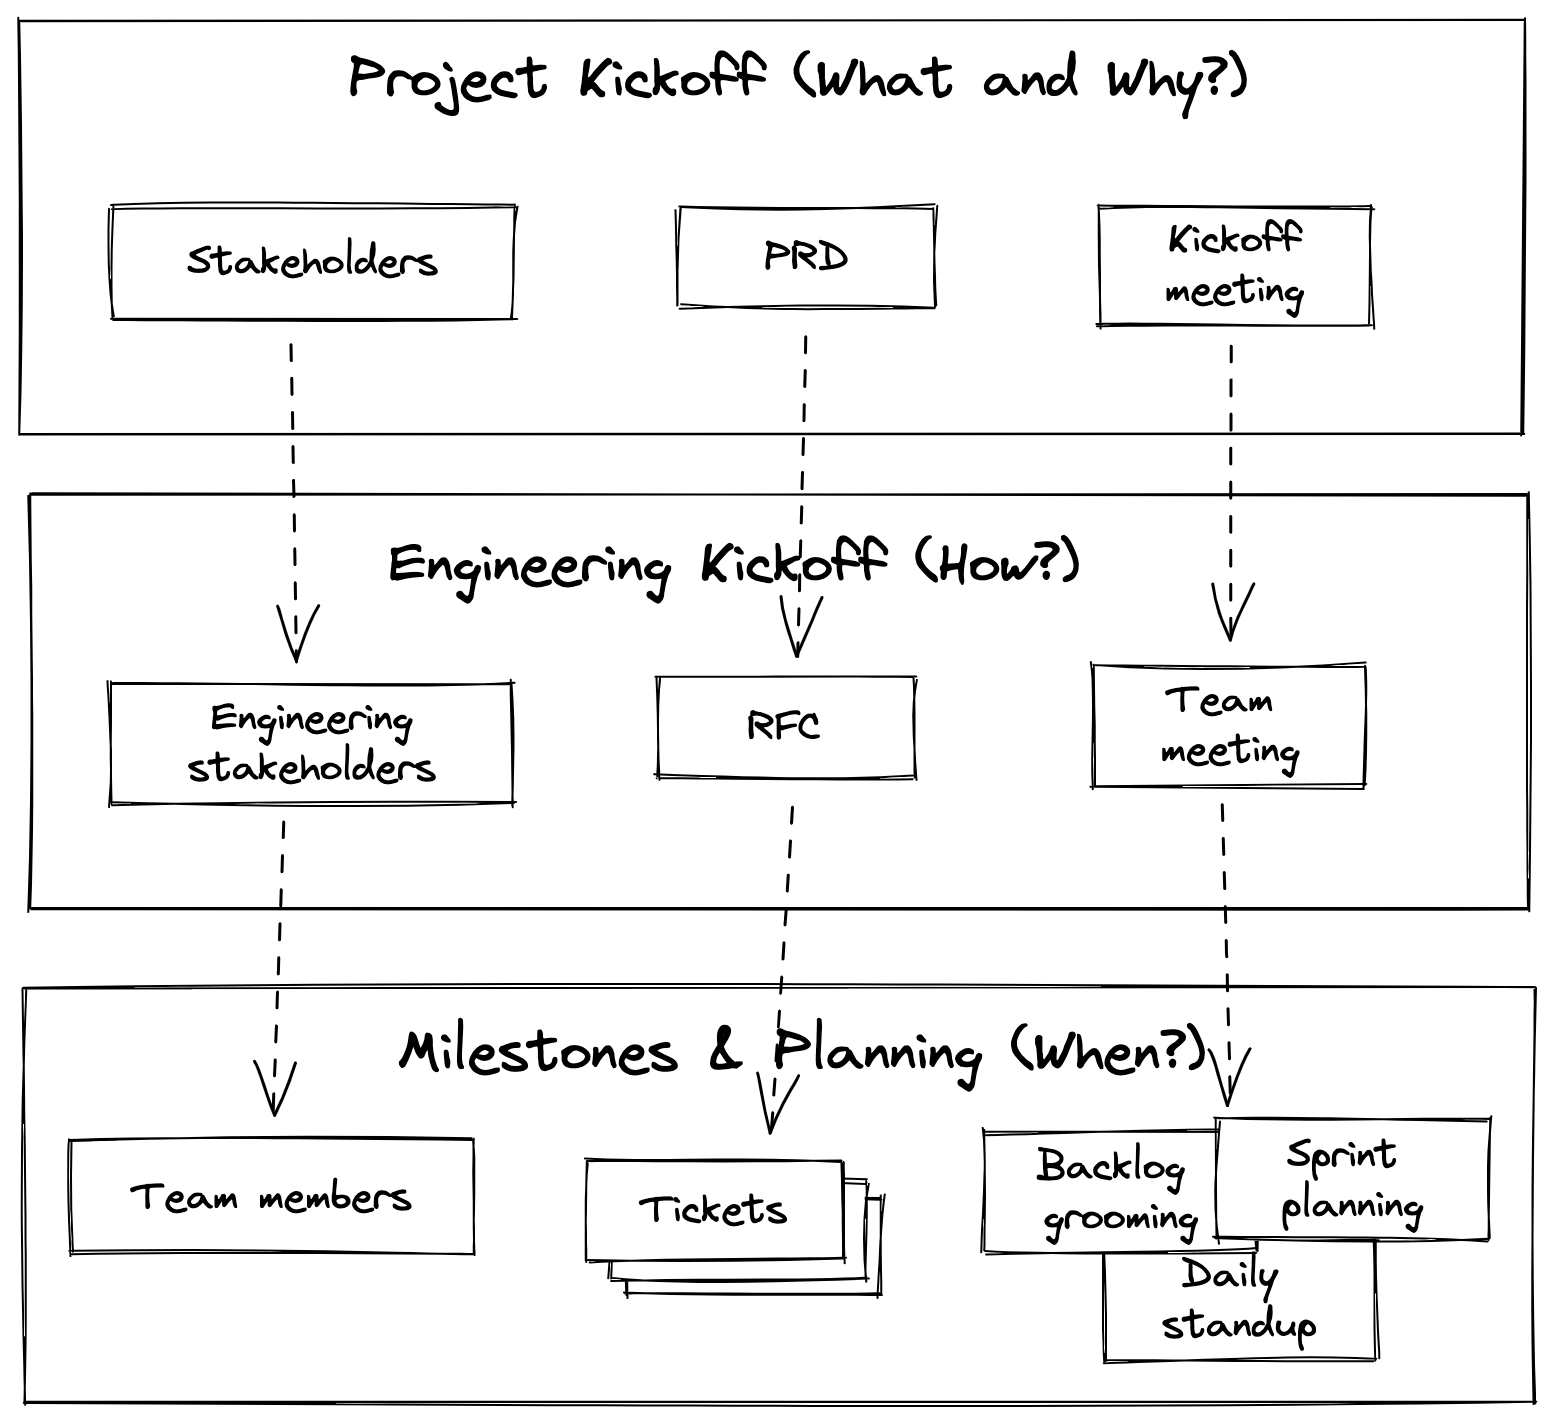 Project Kickoff (What and Why?)
Stakeholders
PRD
Kickoff
meeting
Engineering Kickoff (How?)
Engineering
stakeholders
RFC
Team
meeting
Milestones & Planning (When?)
Team members
Tickets
Backlog
grooming
Sprint
planning
Daily
standup